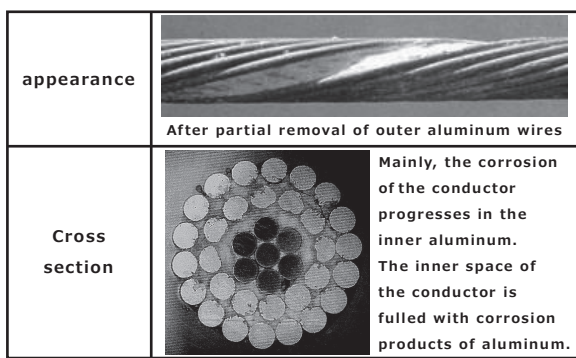 appearance
After partial removal of outer aluminum wires
Cross
section
Mainly, the corrosion
of the conductor
progresses in the
inner aluminum.
The inner space of
the conductor is
fulled with corrosion
products of aluminum.